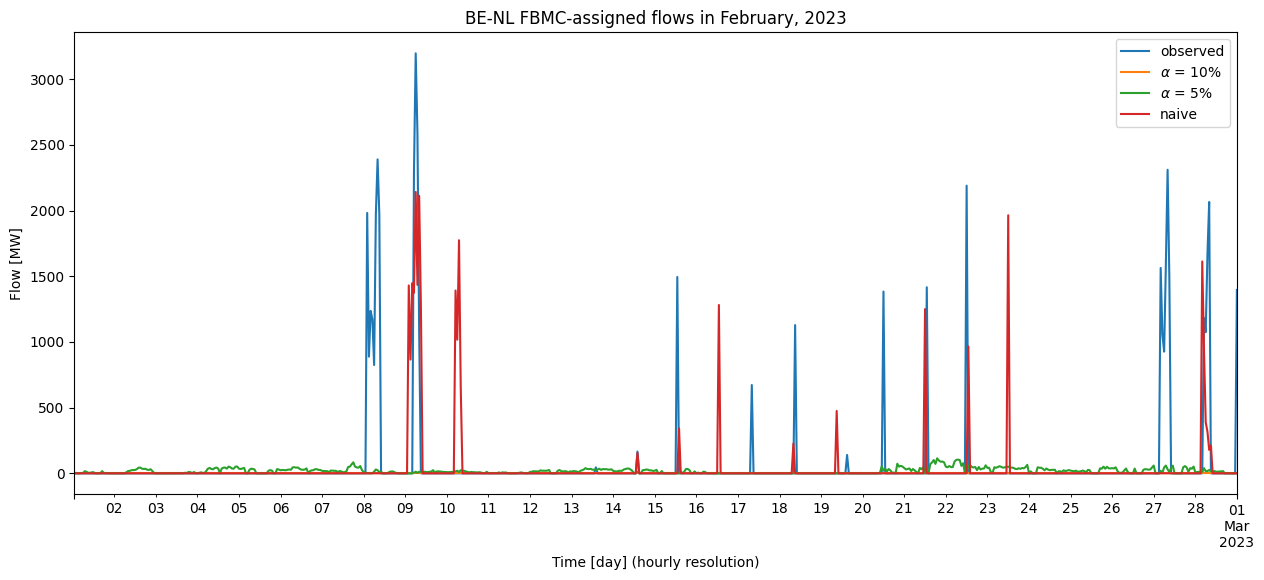 BE-NL FBMC-assigned flows in February, 2023
observed
α = 10%
α = 5%
naive
Flow [MW]
3000
2500
2000
1500
1000
500
0
02 03 04 05 06 07 08 09 10 11 12 13 14 15 16 17 18 19 20 21 22 23 24 25 26 27 28 01
Mar
2023
Time [day] (hourly resolution)